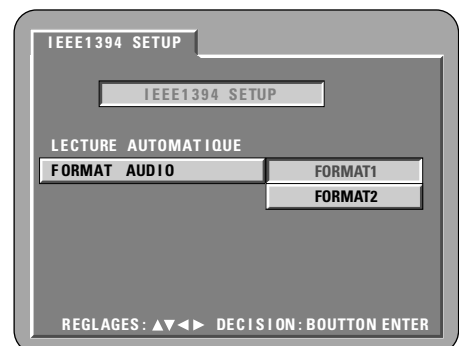 IEEE1394 SETUP
IEEE1394 SETUP
LECTURE AUTOMATIQUE
FORMAT AUDIO FORMAT1
FORMAT2
REGLAGES: ▲▼◀▶ DECISION: BOUTTON ENTER